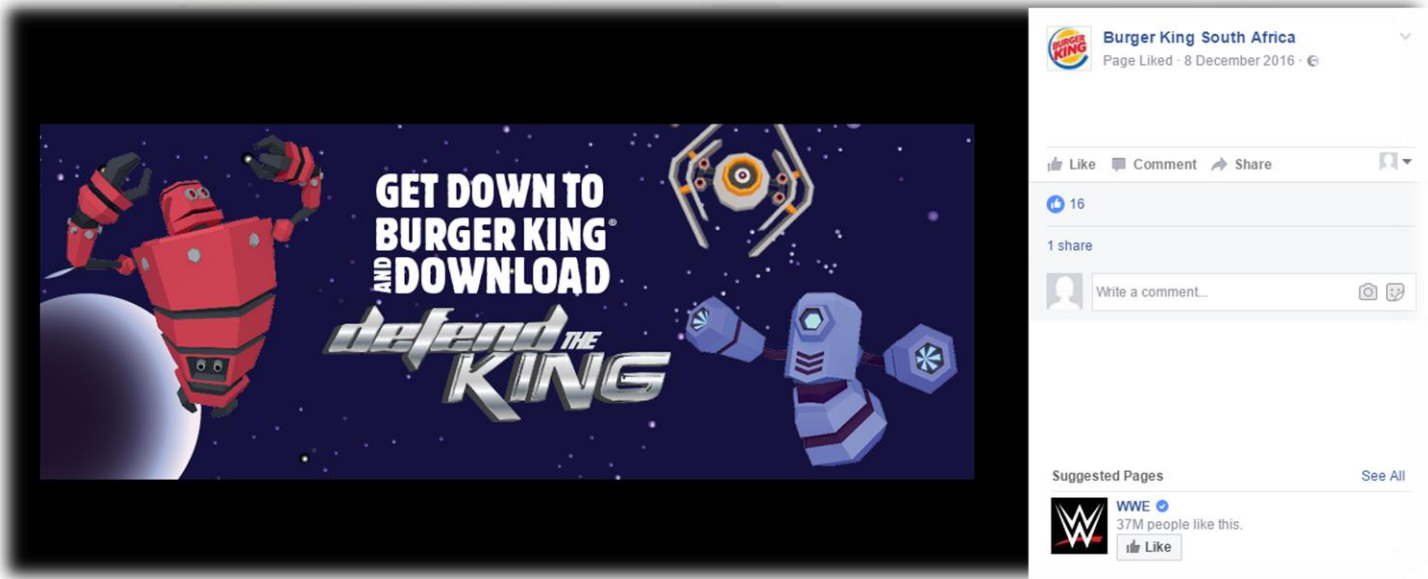 GET DOWN TO
BURGER KING®
AND DOWNLOAD
defend THE
KING
BURGER
KING
Burger King South Africa
Page Liked · 8 December 2016 ·
Like Comment Share
16
1 share
Write a comment...
Suggested Pages See All
W
WWE
37M people like this.
Like